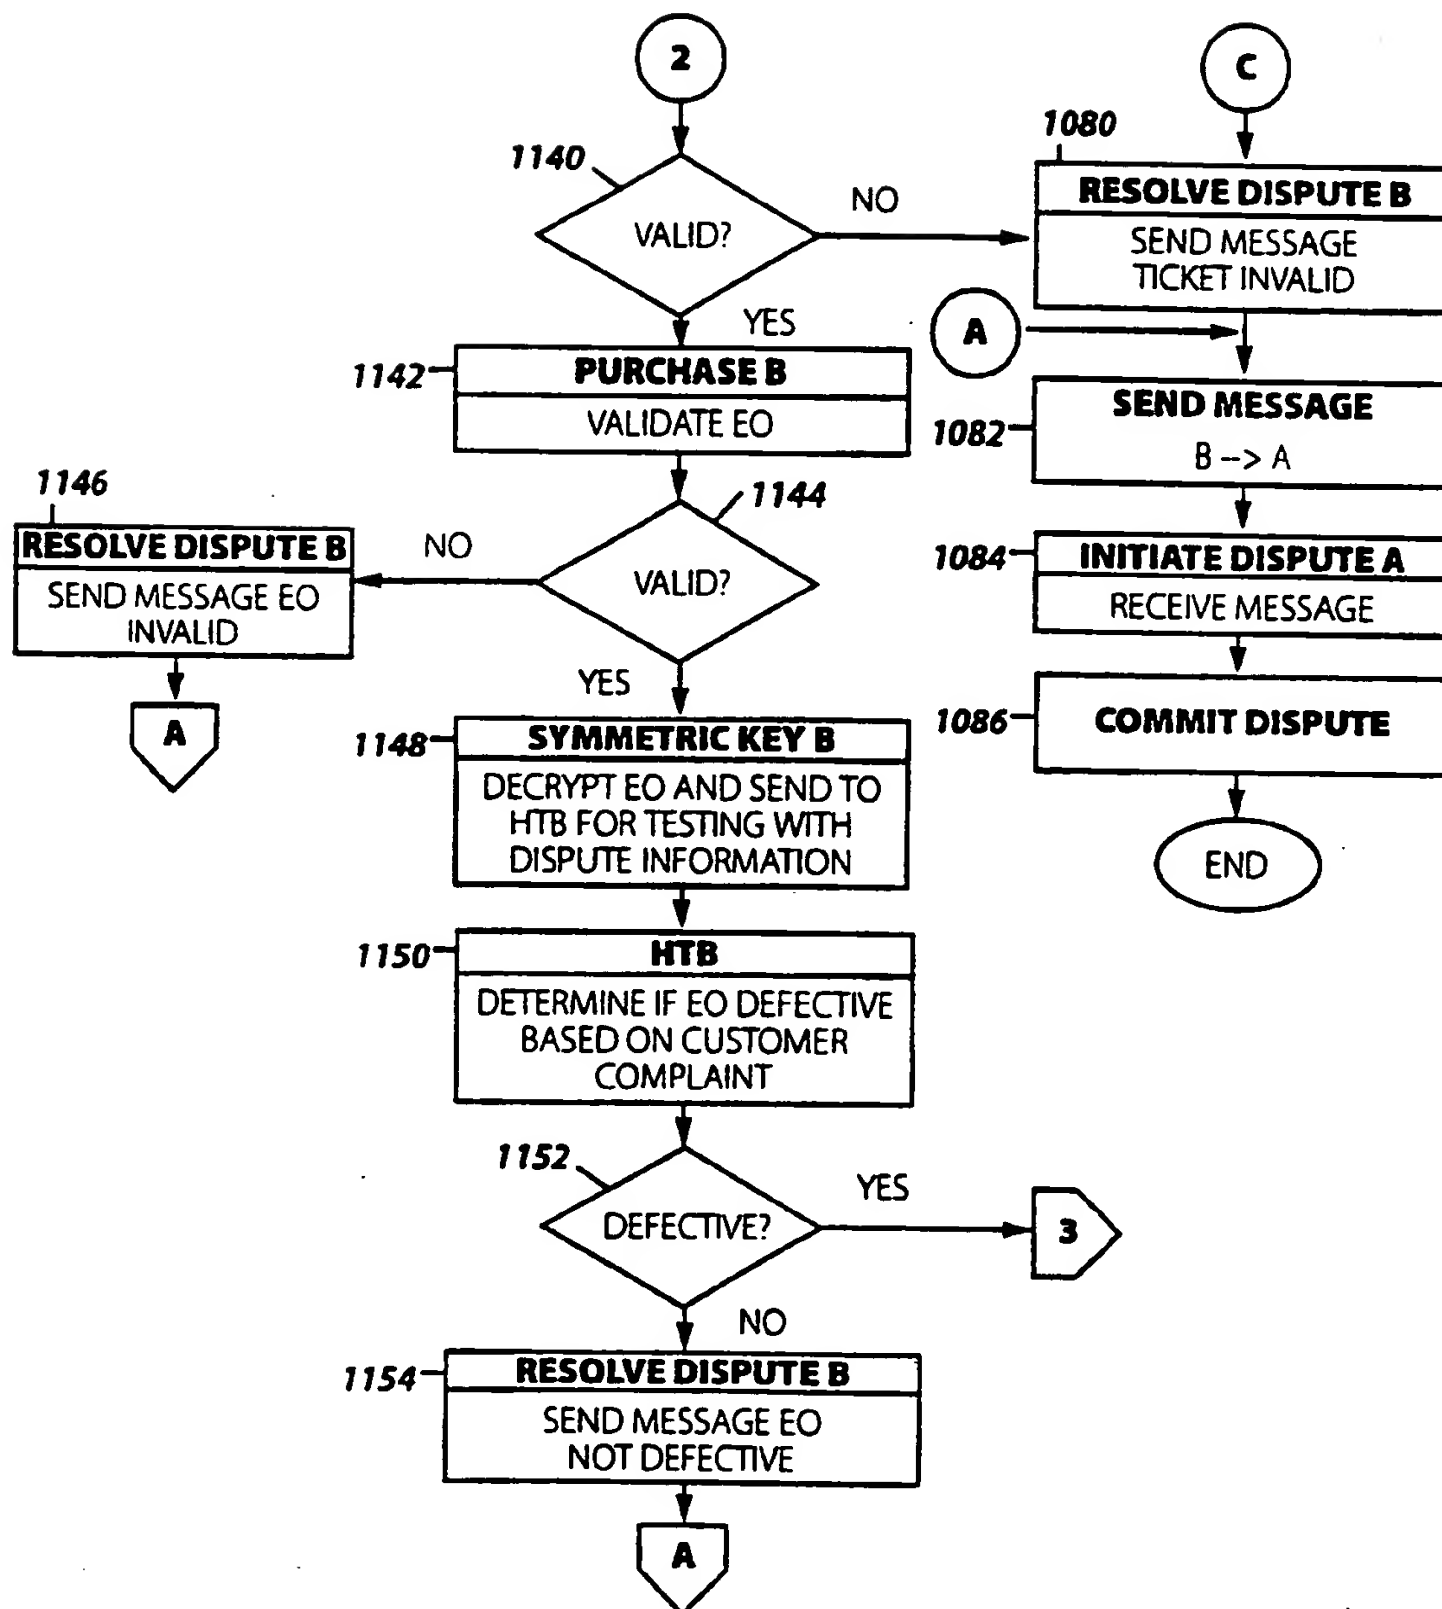 2
1140
VALID?
NO
YES
1142
PURCHASE B
VALIDATE EO
1144
VALID?
NO
1146
RESOLVE DISPUTE B
SEND MESSAGE EO
INVALID
A
YES
1148
SYMMETRIC KEY B
DECRYPT EO AND SEND TO
HTB FOR TESTING WITH
DISPUTE INFORMATION
1150
HTB
DETERMINE IF EO DEFECTIVE
BASED ON CUSTOMER
COMPLAINT
1152
DEFECTIVE?
YES
3
NO
1154
RESOLVE DISPUTE B
SEND MESSAGE EO
NOT DEFECTIVE
A
C
1080
RESOLVE DISPUTE B
SEND MESSAGE
TICKET INVALID
A
1082
SEND MESSAGE
B --> A
1084
INITIATE DISPUTE A
RECEIVE MESSAGE
1086
COMMIT DISPUTE
END